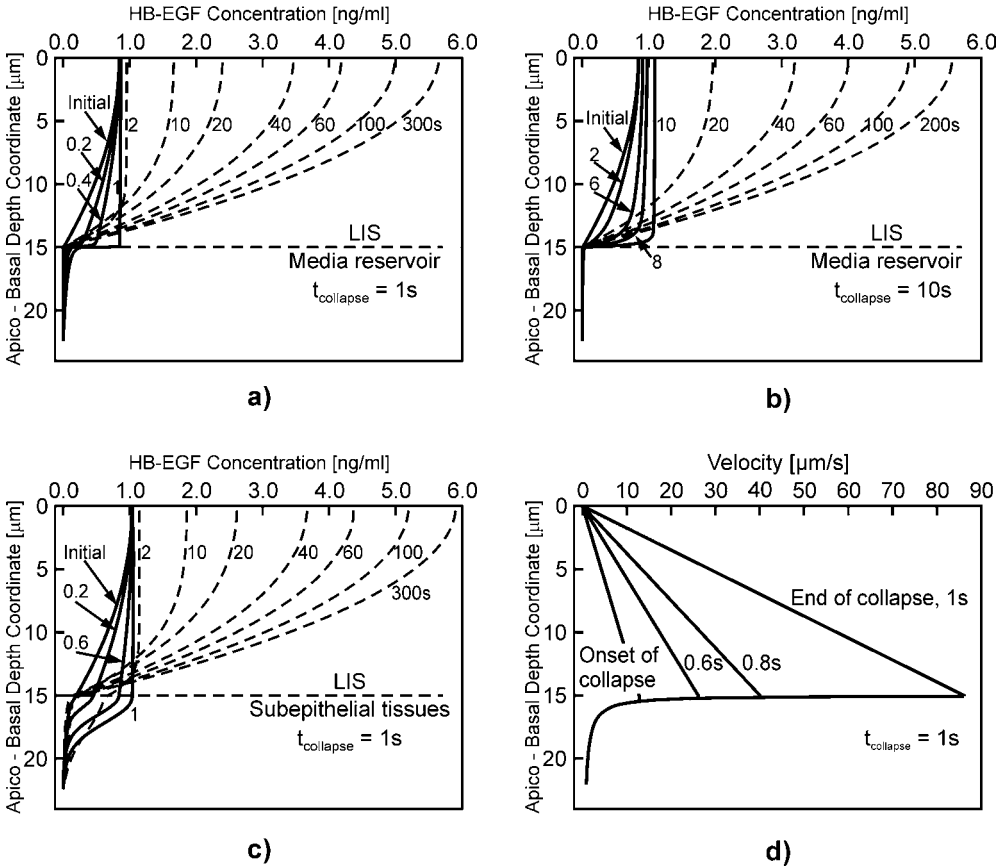 HB-EGF Concentration [ng/ml]
0.0 1.0 2.0 3.0 4.0 5.0 6.0
Apico - Basal Depth Coordinate [µm]
0
5
10
15
20
Initial
0.2
0.4
1
2
10
20
40
60
100
300s
LIS
Media reservoir
tcollapse = 1s
a)
HB-EGF Concentration [ng/ml]
0.0 1.0 2.0 3.0 4.0 5.0 6.0
Apico - Basal Depth Coordinate [µm]
0
5
10
15
20
Initial
2
6
8
10
20
40
60
100
200s
LIS
Media reservoir
tcollapse = 10s
b)
HB-EGF Concentration [ng/ml]
0.0 1.0 2.0 3.0 4.0 5.0 6.0
Apico - Basal Depth Coordinate [µm]
0
5
10
15
20
Initial
0.2
0.6
1
2
10
20
40
60
100
300s
LIS
Subepithelial tissues
tcollapse = 1s
c)
Velocity [µm/s]
0 10 20 30 40 50 60 70 80 90
Apico - Basal Depth Coordinate [µm]
0
5
10
15
20
End of collapse, 1s
Onset of
collapse
0.6s
0.8s
tcollapse = 1s
d)